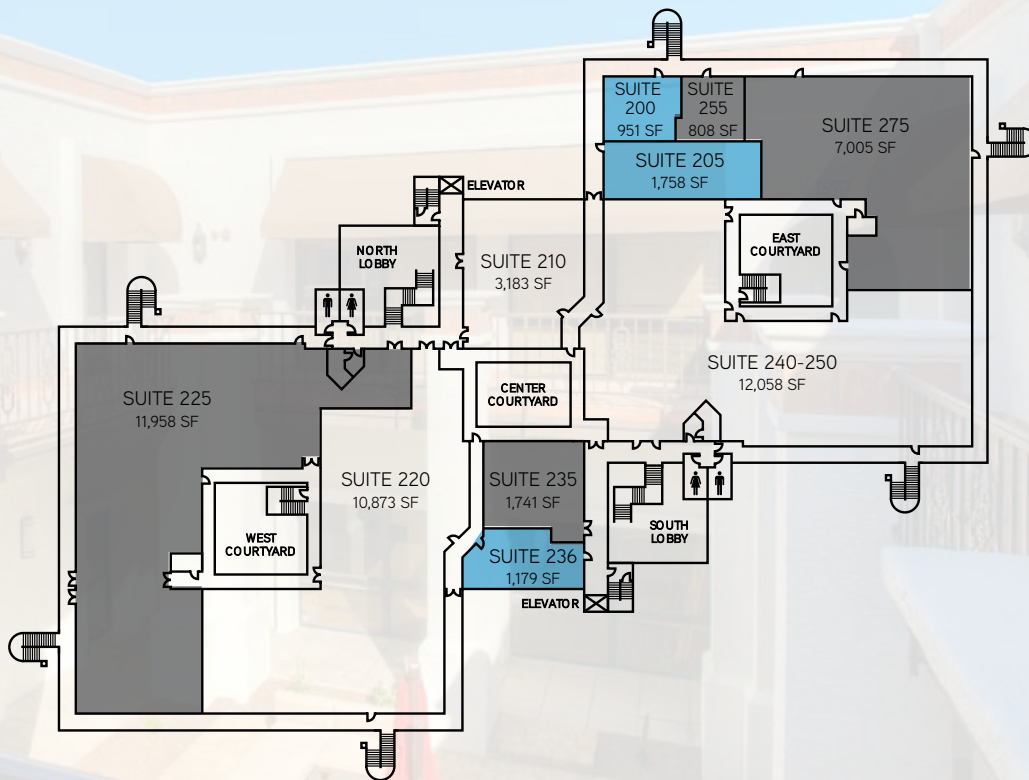 SUITE
200
951 SF
SUITE
255
808 SF
SUITE 275
7,005 SF
SUITE 205
1,758 SF
ELEVATOR
NORTH
LOBBY
SUITE 210
3,183 SF
EAST
COURTYARD
SUITE 240-250
12,058 SF
CENTER
COURTYARD
SUITE 225
11,958 SF
SUITE 220
10,873 SF
SUITE 235
1,741 SF
WEST
COURTYARD
SOUTH
LOBBY
SUITE 236
1,179 SF
ELEVATOR